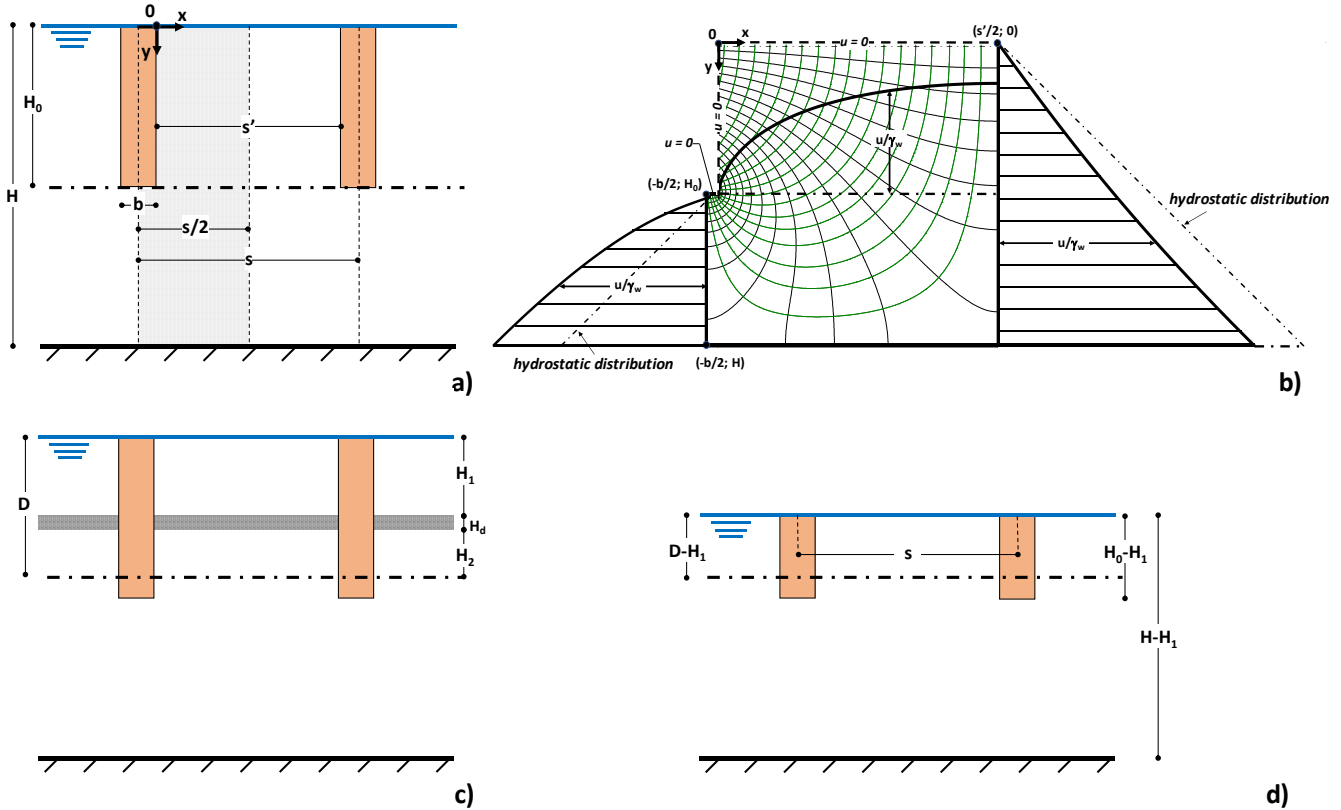 0
x
y
H₀
H
s'
b
s/2
s
a)
0
x
u = 0
(s'/2; 0)
y
u = 0
u/γw
u = 0
(-b/2; H₀)
hydrostatic distribution
u/γw
u/γw
hydrostatic distribution
(-b/2; H)
b)
D
H₁
Hd
H₂
c)
D-H₁
s
H₀-H₁
H-H₁
d)